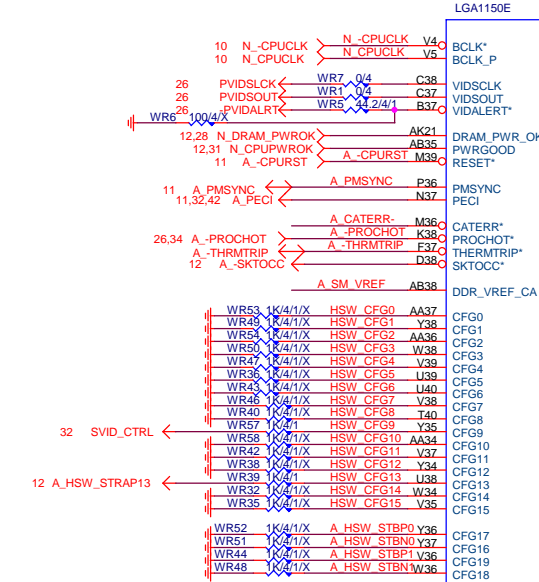 LGA1150E
10 N_-CPUCLK N_-CPUCLK V4 BCLK*
10 N_CPUCLK N_CPUCLK V5 BCLK_P
26 PVIDSLCK WR7 0/4 C38 VIDSCLK
26 PVIDSOUT WR1 0/4 C37 VIDSOUT
26 -PVIDALRT WR5 44.2/4/1 B37 VIDALERT*
WR6 100/4/X
12,28 N_DRAM_PWROK AK21 DRAM_PWR_OK
12,31 N_CPUPWROK AB35 PWRGOOD
11 A_-CPURST A_-CPURST M39 RESET*
11 A_PMSYNC A_PMSYNC P36 PMSYNC
11,32,42 A_PECI N37 PECI
A_CATERR- M36 CATERR*
26,34 A_-PROCHOT A_-PROCHOT K38 PROCHOT*
A_-THRMTRIP A_-THRMTRIP F37 THERMTRIP*
12 A_-SKTOCC D38 SKTOCC*
A_SM_VREF AB38 DDR_VREF_CA
WR53 1K/4/1/X HSW_CFG0 AA37 CFG0
WR49 1K/4/1/X HSW_CFG1 Y38 CFG1
WR54 1K/4/1/X HSW_CFG2 AA36 CFG2
WR50 1K/4/1/X HSW_CFG3 W38 CFG3
WR47 1K/4/1/X HSW_CFG4 V39 CFG4
WR36 1K/4/1/X HSW_CFG5 U39 CFG5
WR43 1K/4/1/X HSW_CFG6 U40 CFG6
WR46 1K/4/1/X HSW_CFG7 V38 CFG7
WR40 1K/4/1/X HSW_CFG8 T40 CFG8
32 SVID_CTRL WR57 1K/4/1 HSW_CFG9 Y35 CFG9
WR58 1K/4/1/X HSW_CFG10 AA34 CFG10
WR42 1K/4/1/X HSW_CFG11 V37 CFG11
WR38 1K/4/1/X HSW_CFG12 Y34 CFG12
12 A_HSW_STRAP13 WR39 1K/4/1 HSW_CFG13 U38 CFG13
WR32 1K/4/1/X HSW_CFG14 W34 CFG14
WR35 1K/4/1/X HSW_CFG15 V35 CFG15
WR52 1K/4/1/X A_HSW_STBP0 Y36 CFG17
WR51 1K/4/1/X A_HSW_STBN0 Y37 CFG16
WR44 1K/4/1/X A_HSW_STBP1 V36 CFG19
WR48 1K/4/1/X A_HSW_STBN1 W36 CFG18